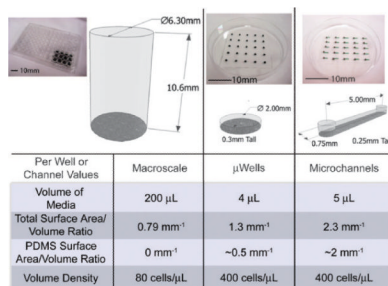 Ø6.30mm
10.6mm
10mm
10mm
10mm
Ø 2.00mm
0.3mm Tall
5.00mm
0.75mm
0.25mm Ta
Per Well or Channel Values
Macroscale
µWells
Microchannels
Volume of Media
200 µL
4 µL
5 µL
Total Surface Area/ Volume Ratio
0.79 mm⁻¹
1.3 mm⁻¹
2.3 mm⁻¹
PDMS Surface Area/Volume Ratio
0 mm⁻¹
~0.5 mm⁻¹
~2 mm⁻¹
Volume Density
80 cells/µL
400 cells/µL
400 cells/µL